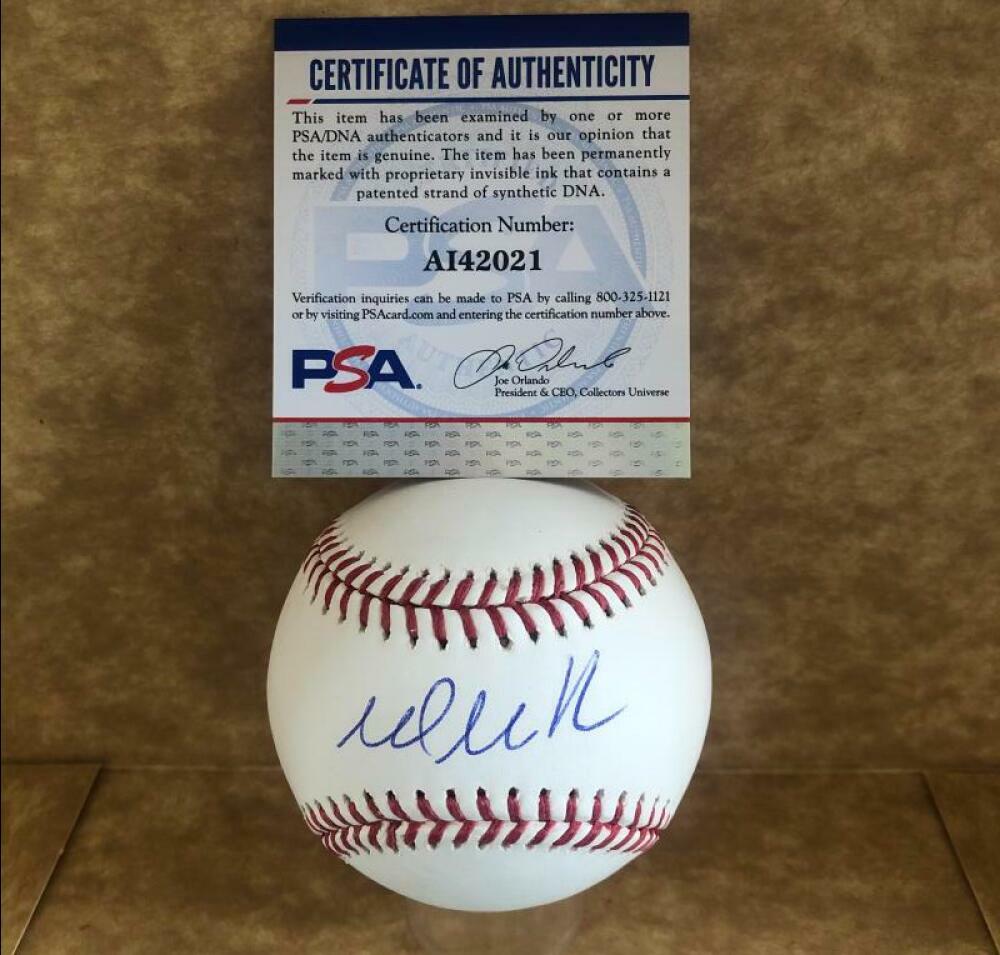 CERTIFICATE OF AUTHENTICITY
This item has been examined by one or more
PSA/DNA authenticators and it is our opinion that
the item is genuine. The item has been permanently
marked with proprietary invisible ink that contains a
patented strand of synthetic DNA.
Certification Number:
AI42021
Verification inquiries can be made to PSA by calling 800-325-1121
or by visiting PSAcard.com and entering the certification number above.
PSA.
Joe Orlando
President & CEO, Collectors Universe